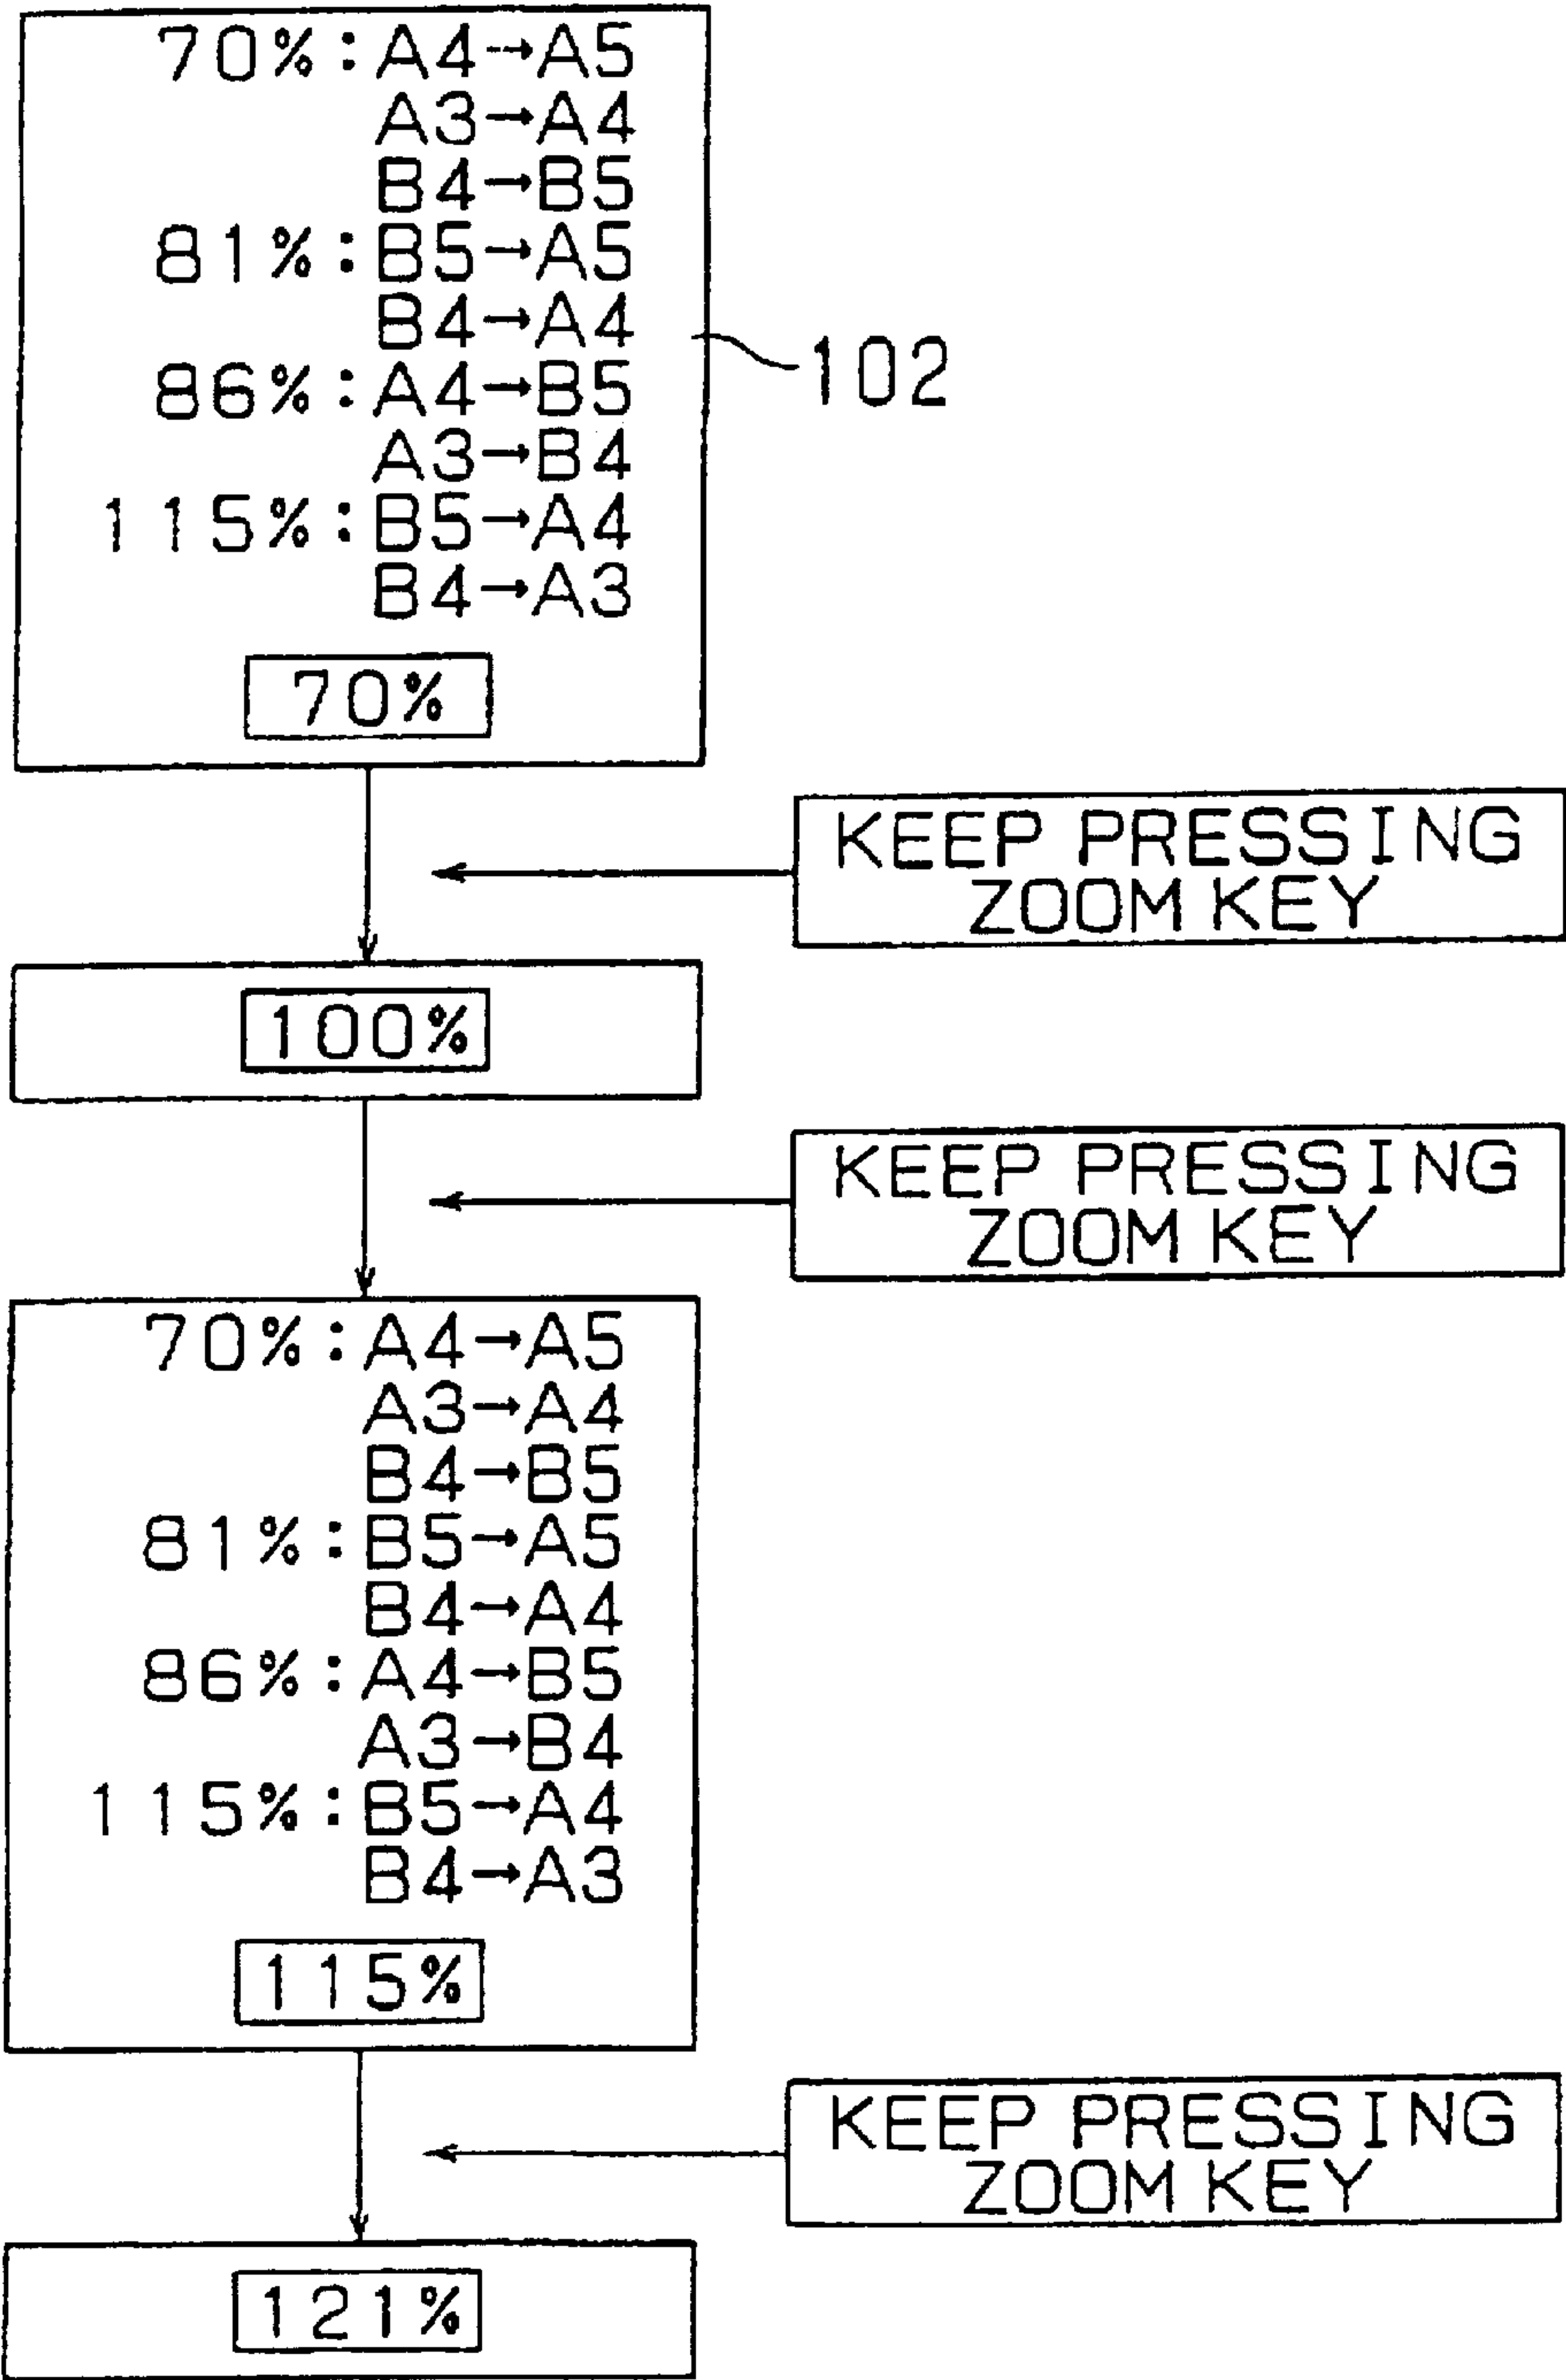 70%:A4→A5
A3→A4
B4→B5
81%:B5→A5
B4→A4
102
86%:A4→B5
A3→B4
115%:B5→A4
B4→A3
70%
KEEP PRESSING
ZOOM KEY
100%
KEEP PRESSING
ZOOM KEY
70%:A4→A5
A3→A4
B4→B5
81%:B5→A5
B4→A4
86%:A4→B5
A3→B4
115%:B5→A4
B4→A3
115%
KEEP PRESSING
ZOOM KEY
121%